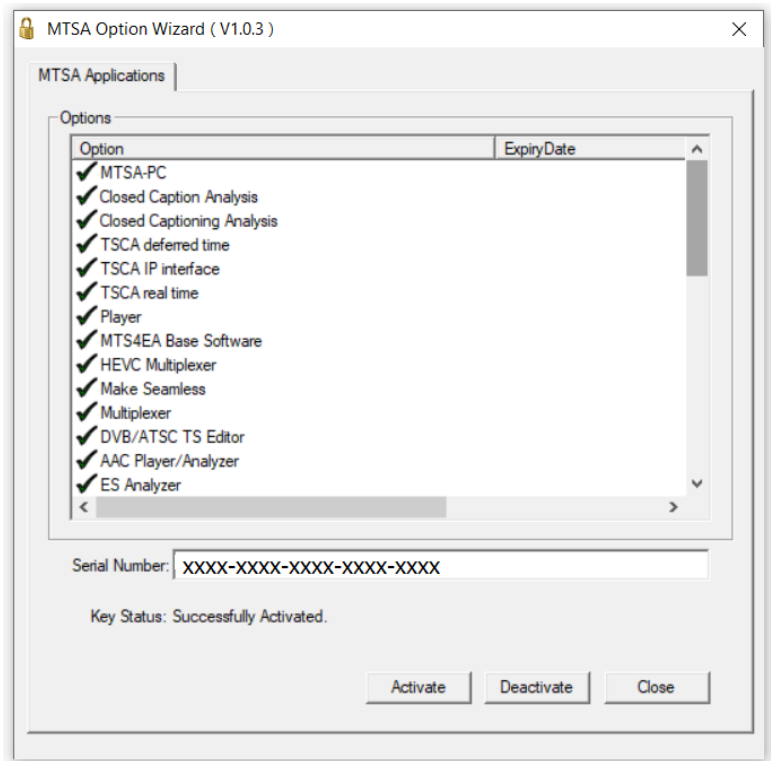 MTSA Option Wizard ( V1.0.3 )
MTSA Applications
Options
Option ExpiryDate
MTSA-PC
Closed Caption Analysis
Closed Captioning Analysis
TSCA deferred time
TSCA IP interface
TSCA real time
Player
MTS4EA Base Software
HEVC Multiplexer
Make Seamless
Multiplexer
DVB/ATSC TS Editor
AAC Player/Analyzer
ES Analyzer
Serial Number: XXXX-XXXX-XXXX-XXXX-XXXX
Key Status: Successfully Activated.
Activate Deactivate Close